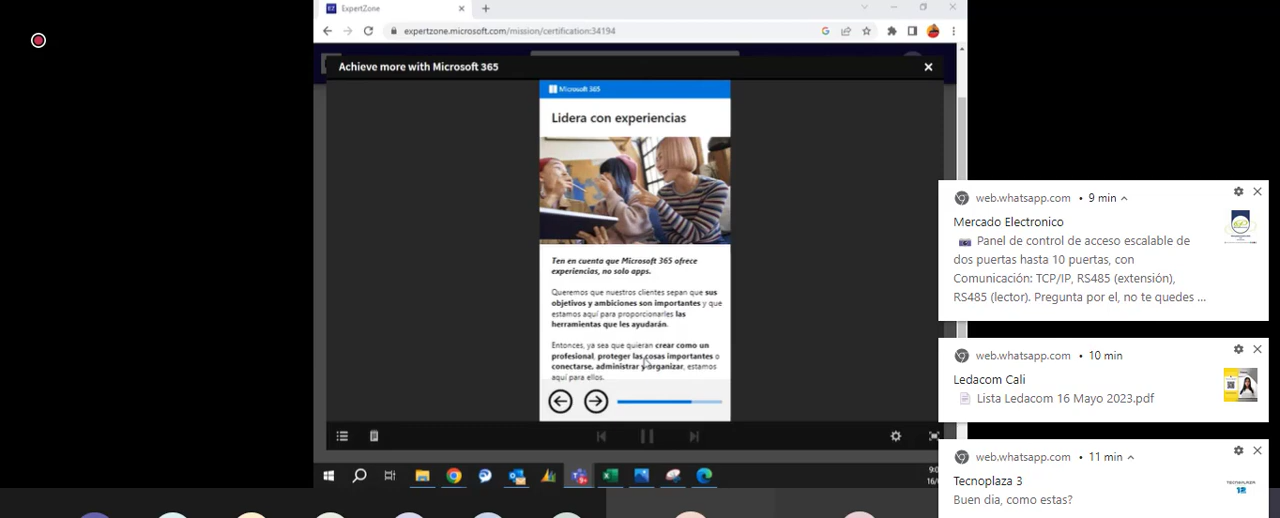 ExpertZone
expertzone.microsoft.com/mission/certification:34194
Achieve more with Microsoft 365
Microsoft 365
Lidera con experiencias
Ten en cuenta que Microsoft 365 ofrece
experiencias, no solo apps.
Queremos que nuestros clientes sepan que sus
objetivos y ambiciones son importantes y que
estamos aquí para proporcionarles las
herramientas que les ayudarán.
Entonces, ya sea que quieran crear como un
profesional, proteger las cosas importantes o
conectarse, administrar y organizar, estamos
aquí para ellos.
web.whatsapp.com • 9 min
Mercado Electronico
Panel de control de acceso escalable de
dos puertas hasta 10 puertas, con
Comunicación: TCP/IP, RS485 (extensión),
RS485 (lector). Pregunta por el, no te quedes ...
web.whatsapp.com • 10 min
Ledacom Cali
Lista Ledacom 16 Mayo 2023.pdf
web.whatsapp.com • 11 min
Tecnoplaza 3
Buen dia, como estas?